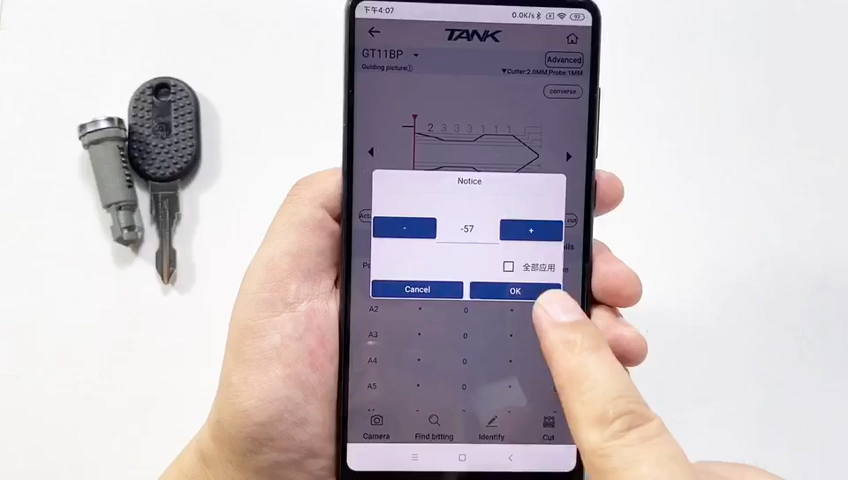 下午4:07
0.0K/s
97
TANK
GT11BP
Advanced
Guiding picture
▼Cutter:2.0MM,Probe:1MM
converse
2 3 3 3 1 1 1
Notice
- -57 +
全部应用
Cancel OK
A2 * 0 *
A3 * 0
A4 * 0 *
A5 * 0 *
Camera Find bitting Identify Cut